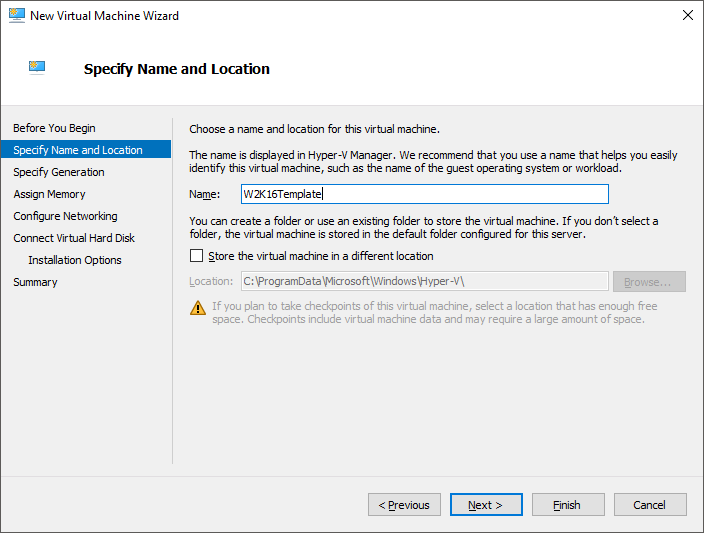 New Virtual Machine Wizard
Specify Name and Location
Before You Begin
Specify Name and Location
Specify Generation
Assign Memory
Configure Networking
Connect Virtual Hard Disk
Installation Options
Summary
Choose a name and location for this virtual machine.
The name is displayed in Hyper-V Manager. We recommend that you use a name that helps you easily
identify this virtual machine, such as the name of the guest operating system or workload.
Name: W2K16Template
You can create a folder or use an existing folder to store the virtual machine. If you don't select a
folder, the virtual machine is stored in the default folder configured for this server.
Store the virtual machine in a different location
Location: C:\ProgramData\Microsoft\Windows\Hyper-V\ Browse...
If you plan to take checkpoints of this virtual machine, select a location that has enough free
space. Checkpoints include virtual machine data and may require a large amount of space.
< Previous Next > Finish Cancel